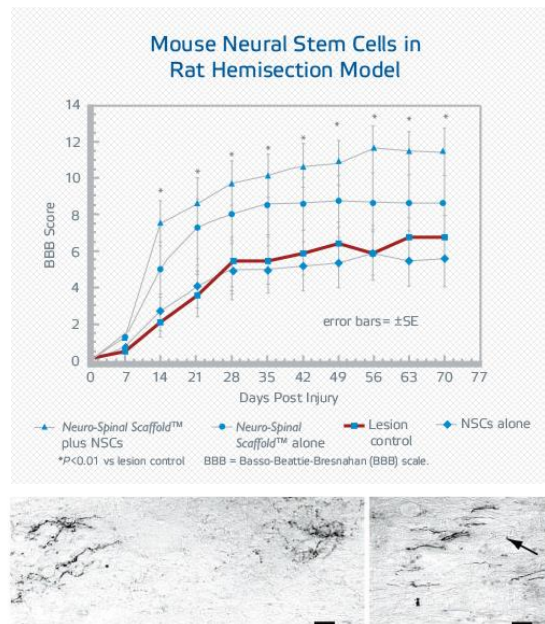 Mouse Neural Stem Cells in
Rat Hemisection Model
14
12
10
8
6
4
2
0
BBB Score
* * * * * * * * *
error bars= ±SE
0 7 14 21 28 35 42 49 56 63 70 77
Days Post Injury
Neuro-Spinal Scaffold™
plus NSCs
Neuro-Spinal
Scaffold™ alone
Lesion
control
NSCs alone
*P<0.01 vs lesion control BBB = Basso-Beattie-Bresnahan (BBB) scale.